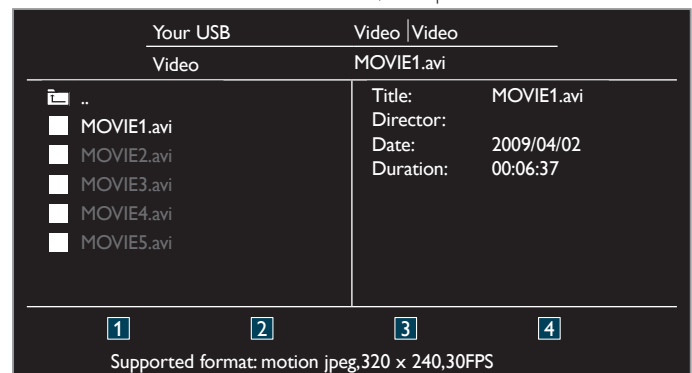 Your USB Video | Video
Video MOVIE1.avi
..
MOVIE1.avi
MOVIE2.avi
MOVIE3.avi
MOVIE4.avi
MOVIE5.avi
Title: MOVIE1.avi
Director:
Date: 2009/04/02
Duration: 00:06:37
1 2 3 4
Supported format: motion jpeg,320 x 240,30FPS